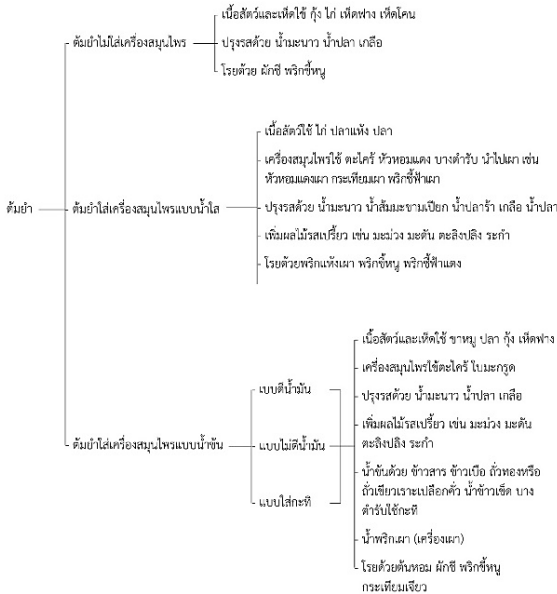 ต้มยำ
ต้มยำไม่ใส่เครื่องสมุนไพร
เนื้อสัตว์และเห็ดใช้ กุ้ง ไก่ เห็ดฟาง เห็ดโคน
ปรุงรสด้วย น้ำมะนาว น้ำปลา เกลือ
โรยด้วย ผักชี พริกขี้หนู
ต้มยำใส่เครื่องสมุนไพรแบบน้ำใส
เนื้อสัตว์ใช้ ไก่ ปลาแห้ง ปลา
เครื่องสมุนไพรใช้ ตะไคร้ หัวหอมแดง บางตำรับ นำไปเผา เช่น
หัวหอมแดงเผา กระเทียมเผา พริกชี้ฟ้าเผา
ปรุงรสด้วย น้ำมะนาว น้ำส้มมะขามเปียก น้ำปลาร้า เกลือ น้ำปลา
เพิ่มผลไม้รสเปรี้ยว เช่น มะม่วง มะดัน ตะลิงปลิง ระกำ
โรยด้วยพริกแห้งเผา พริกขี้หนู พริกชี้ฟ้าแดง
ต้มยำใส่เครื่องสมุนไพรแบบน้ำข้น
แบบตีน้ำมัน
แบบไม่ตีน้ำมัน
แบบใส่กะทิ
เนื้อสัตว์และเห็ดใช้ ขาหมู ปลา กุ้ง เห็ดฟาง
เครื่องสมุนไพรใช้ตะไคร้ ใบมะกรูด
ปรุงรสด้วย น้ำมะนาว น้ำปลา เกลือ
เพิ่มผลไม้รสเปรี้ยว เช่น มะม่วง มะดัน
ตะลิงปลิง ระกำ
น้ำข้นด้วย ข้าวสาร ข้าวเบือ ถั่วทองหรือ
ถั่วเขียวเราะเปลือกคั่ว น้ำข้าวเช็ด บาง
ตำรับใช้กะทิ
น้ำพริกเผา (เครื่องเผา)
โรยด้วยต้นหอม ผักชี พริกขี้หนู
กระเทียมเจียว